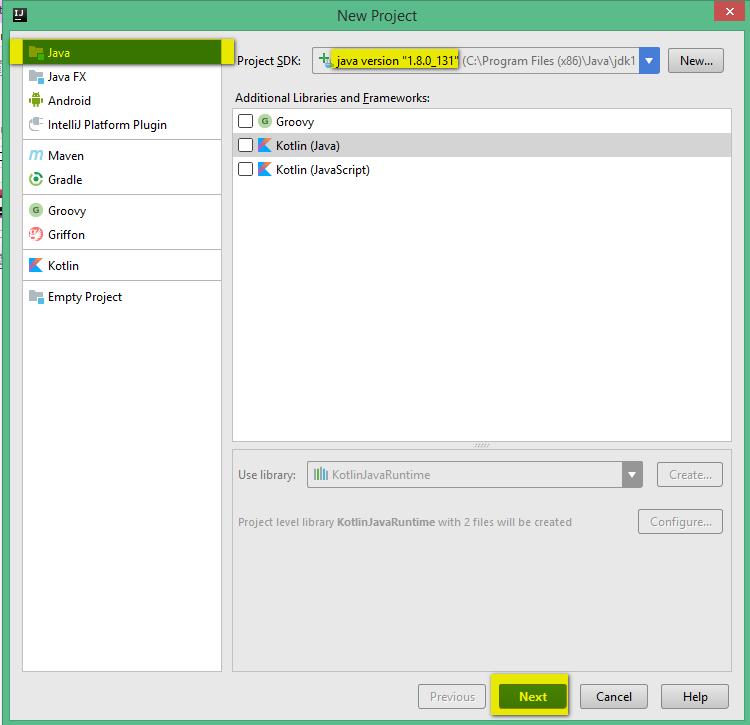 IJ
New Project
Java
Java FX
Android
IntelliJ Platform Plugin
Maven
Gradle
G Groovy
Griffon
Kotlin
Empty Project
Project SDK: java version "1.8.0_131" (C:\Program Files (x86)\Java\jdk1 New...
Additional Libraries and Frameworks:
G Groovy
Kotlin (Java)
Kotlin (JavaScript)
Use library: KotlinJavaRuntime Create...
Project level library KotlinJavaRuntime with 2 files will be created Configure...
Previous Next Cancel Help